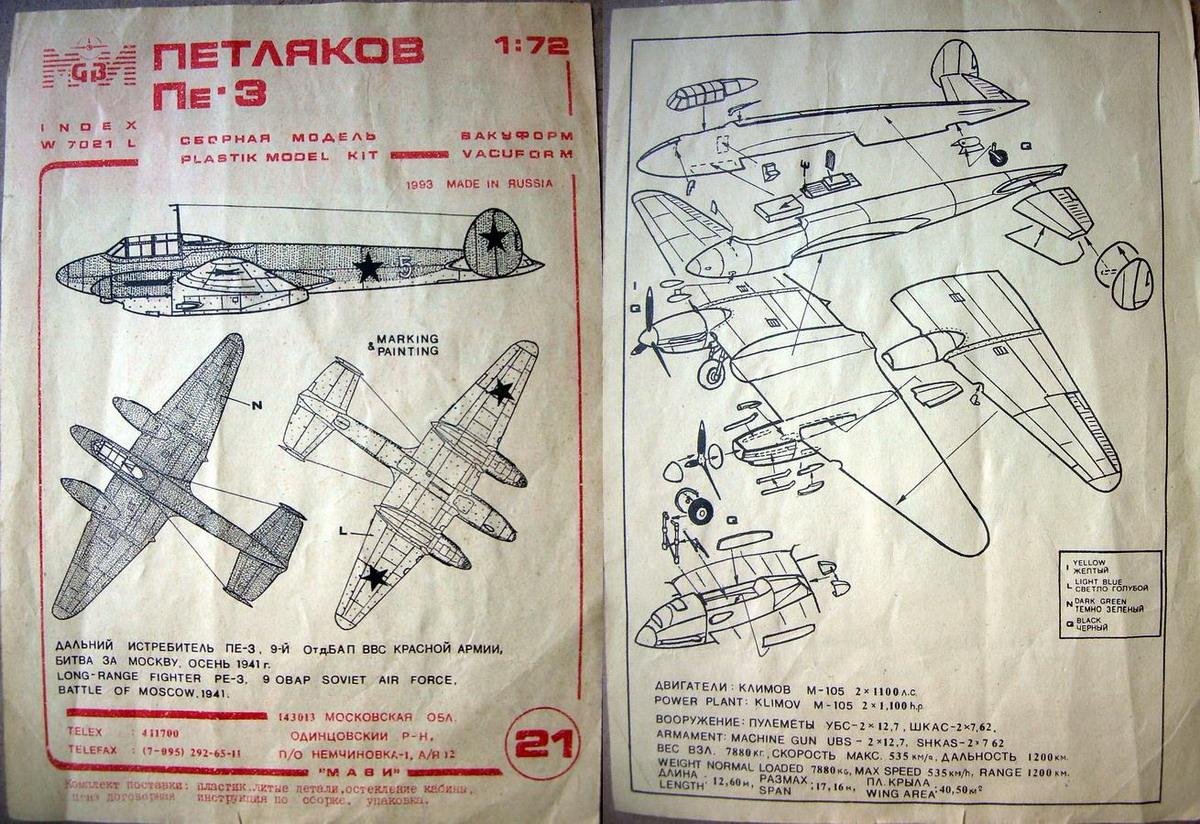 GB
ПЕТЛЯКОВ 1:72
Пе·3
INDEX
W 7021 L
СБОРНАЯ МОДЕЛЬ ВАКУФОРМ
PLASTIK MODEL KIT VACUFORM
1993 MADE IN RUSSIA
5
MARKING
& PAINTING
N
L
ДАЛЬНИЙ ИСТРЕБИТЕЛЬ ПЕ-3, 9-Й ОтдБАП ВВС КРАСНОЙ АРМИИ,
БИТВА ЗА МОСКВУ, ОСЕНЬ 1941 г.
LONG-RANGE FIGHTER PE-3, 9 OBAP SOVIET AIR FORCE,
BATTLE OF MOSCOW, 1941.
143013 МОСКОВСКАЯ ОБЛ.
TELEX : 411700 ОДИНЦОВСКИЙ Р-Н,
TELEFAX : (7-095) 292-65-11 П/О НЕМЧИНОВКА-1, А/Я 12
"МАВИ"
21
Комплект поставки: пластик, литые детали, остекление кабины,
цена договорная инструкция по сборке, упаковка.
I YELLOW
ЖЕЛТЫЙ
L LIGHT BLUE
СВЕТЛО ГОЛУБОЙ
N DARK GREEN
ТЕМНО ЗЕЛЕНЫЙ
G BLACK
ЧЕРНЫЙ
ДВИГАТЕЛИ: КЛИМОВ М-105 2×1100 л.с.
POWER PLANT: KLIMOV M-105 2×1,100 h.p.
ВООРУЖЕНИЕ: ПУЛЕМЕТЫ УБС-2×12,7, ШКАС-2×7,62.
ARMAMENT: MACHINE GUN UBS - 2×12,7, SHKAS-2×7 62
ВЕС ВЗЛ. 7880 кг, СКОРОСТЬ МАКС. 535 км/ч, ДАЛЬНОСТЬ 1200 км.
WEIGHT NORMAL LOADED 7880 kg, MAX SPEED 535 km/h, RANGE 1200 km.
ДЛИНА : 12,60 м, РАЗМАХ : 17,16 м, ПЛ. КРЫЛА : 40,50 м²
LENGTH SPAN WING AREA